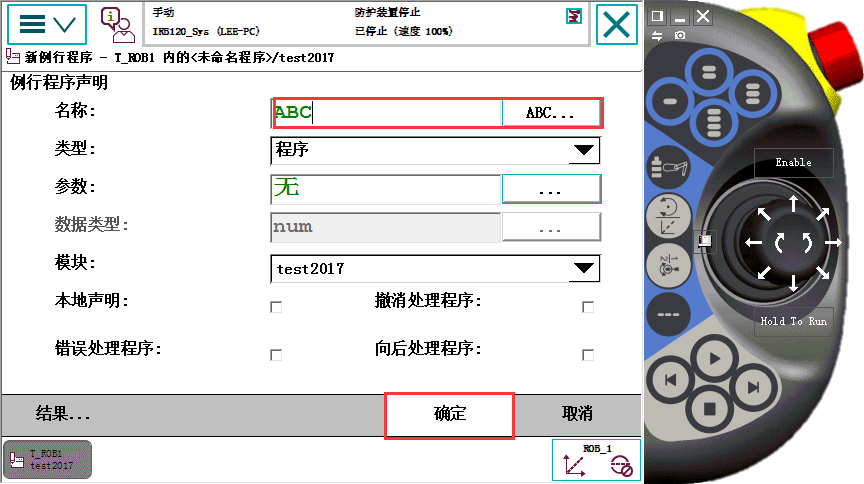 手动
防护装置停止
IRB120_Sys (LEE-PC)
已停止 (速度 100%)
新例行程序 - T_ROB1 内的<未命名程序>/test2017
例行程序声明
名称:
ABC
ABC...
类型:
程序
参数:
无
...
数据类型:
num
...
模块:
test2017
本地声明:
撤消处理程序:
错误处理程序:
向后处理程序:
结果...
确定
取消
T_ROB1
test2017
ROB_1
Enable
Hold To Run